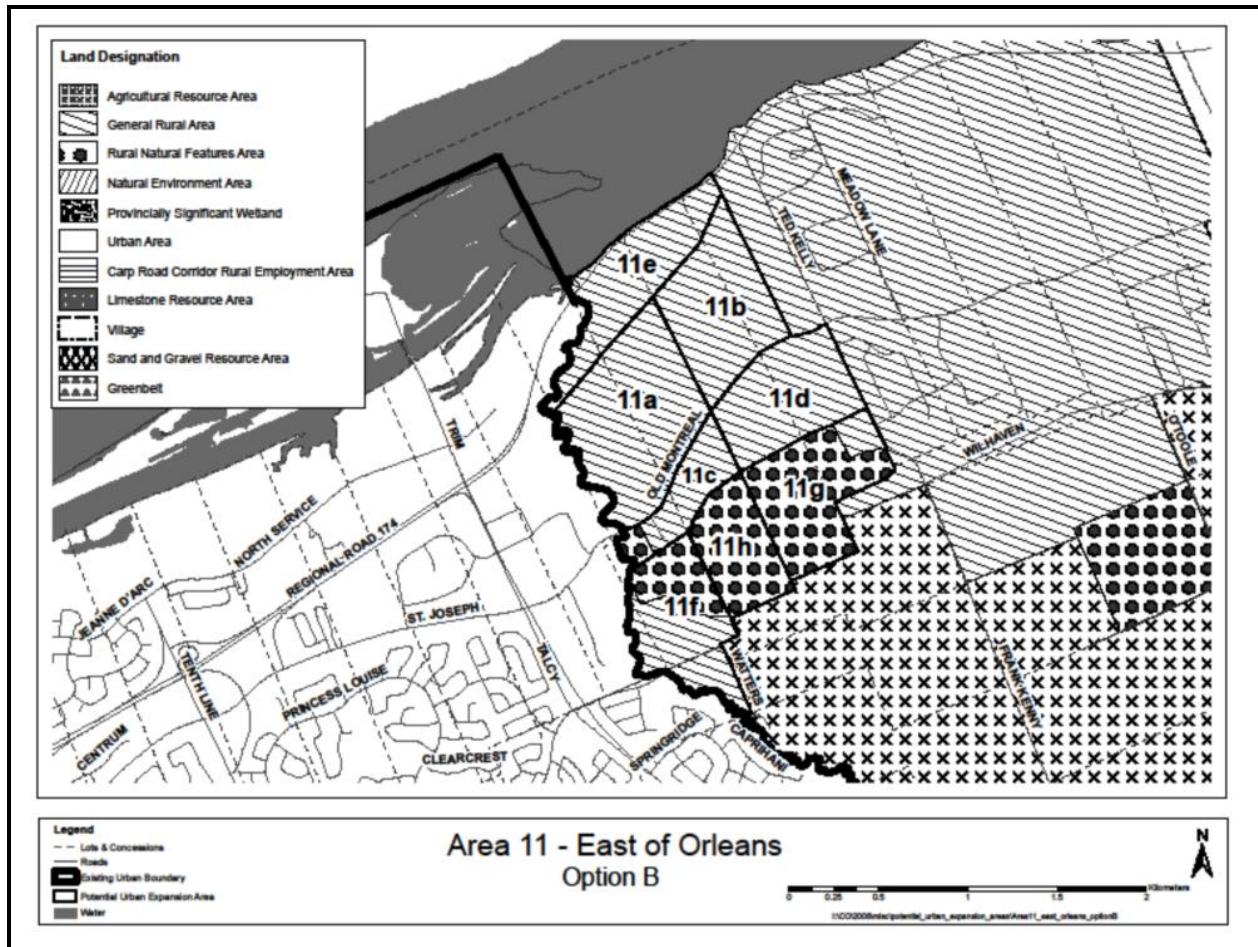 Land Designation
Agricultural Resource Area
General Rural Area
Rural Natural Features Area
Natural Environment Area
Provincially Significant Wetland
Urban Area
Carp Road Corridor Rural Employment Area
Limestone Resource Area
Village
Sand and Gravel Resource Area
Greenbelt
MEADOW LANE
TED KELLY
11e
11b
11a
11d
OLD MONTREAL
11c
11g
11h
11f
WILHAVEN
O'TOOLE
TRIM
NORTH SERVICE
REGIONAL ROAD 174
JEANNE D'ARC
ST. JOSEPH
TENTH LINE
PRINCESS LOUISE
TALCY
WATTERS
FRANK KENNY
CENTRUM
CLEARCREST
SPRINGRIDGE
CAPRIHANI
Legend
Lots & Concessions
Roads
Existing Urban Boundary
Potential Urban Expansion Area
Water
Area 11 - East of Orleans
Option B
N
Kilometers
0 0.25 0.5 1 1.5 2